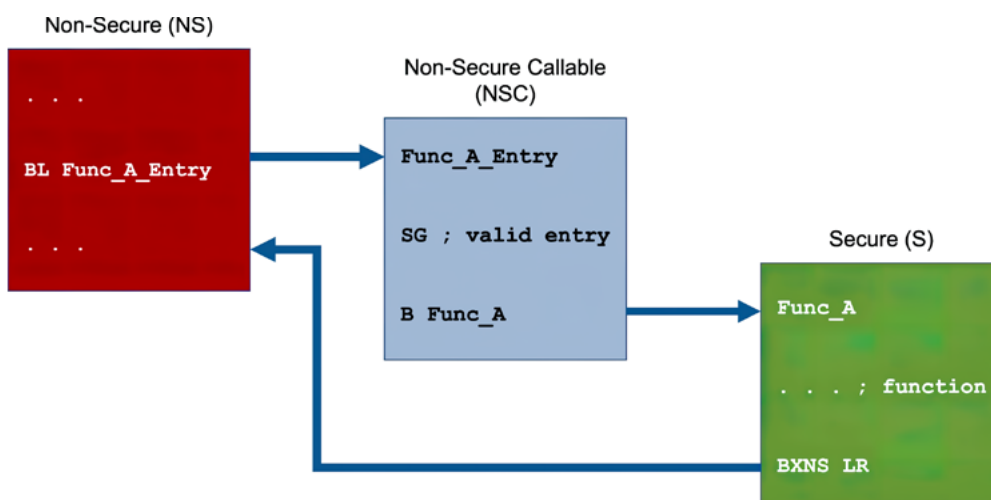 Non-Secure (NS)
. . .
BL Func_A_Entry
. . .
Non-Secure Callable
(NSC)
Func_A_Entry
SG ; valid entry
B Func_A
Secure (S)
Func_A
. . . ; function
BXNS LR